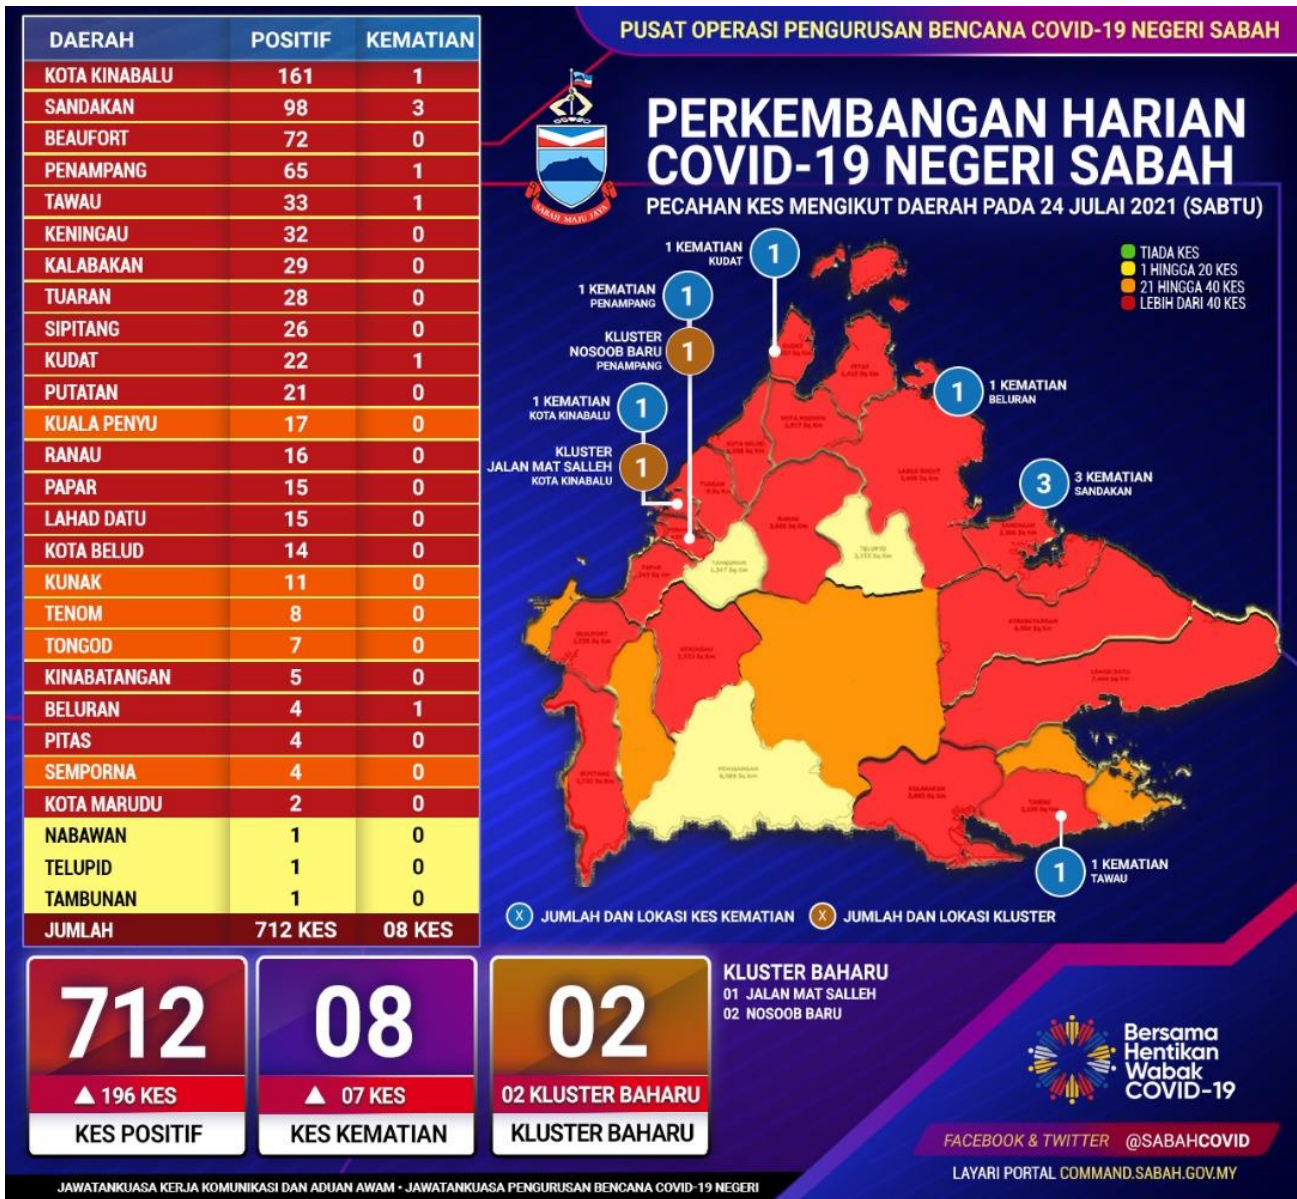 DAERAH POSITIF KEMATIAN
KOTA KINABALU 161 1
SANDAKAN 98 3
BEAUFORT 72 0
PENAMPANG 65 1
TAWAU 33 1
KENINGAU 32 0
KALABAKAN 29 0
TUARAN 28 0
SIPITANG 26 0
KUDAT 22 1
PUTATAN 21 0
KUALA PENYU 17 0
RANAU 16 0
PAPAR 15 0
LAHAD DATU 15 0
KOTA BELUD 14 0
KUNAK 11 0
TENOM 8 0
TONGOD 7 0
KINABATANGAN 5 0
BELURAN 4 1
PITAS 4 0
SEMPORNA 4 0
KOTA MARUDU 2 0
NABAWAN 1 0
TELUPID 1 0
TAMBUNAN 1 0
JUMLAH 712 KES 08 KES
PUSAT OPERASI PENGURUSAN BENCANA COVID-19 NEGERI SABAH
SABAH MAJU JAYA
PERKEMBANGAN HARIAN
COVID-19 NEGERI SABAH
PECAHAN KES MENGIKUT DAERAH PADA 24 JULAI 2021 (SABTU)
TIADA KES
1 HINGGA 20 KES
21 HINGGA 40 KES
LEBIH DARI 40 KES
1 KEMATIAN
KUDAT
1
1 KEMATIAN
PENAMPANG
1
KLUSTER
NOSOOB BARU
PENAMPANG
1
1 KEMATIAN
KOTA KINABALU
1
KLUSTER
JALAN MAT SALLEH
KOTA KINABALU
1
1
1 KEMATIAN
BELURAN
3
3 KEMATIAN
SANDAKAN
1
1 KEMATIAN
TAWAU
X JUMLAH DAN LOKASI KES KEMATIAN
X JUMLAH DAN LOKASI KLUSTER
712
▲ 196 KES
KES POSITIF
08
▲ 07 KES
KES KEMATIAN
02
02 KLUSTER BAHARU
KLUSTER BAHARU
KLUSTER BAHARU
01 JALAN MAT SALLEH
02 NOSOOB BARU
Bersama
Hentikan
Wabak
COVID-19
FACEBOOK & TWITTER @SABAHCOVID
LAYARI PORTAL COMMAND.SABAH.GOV.MY
JAWATANKUASA KERJA KOMUNIKASI DAN ADUAN AWAM • JAWATANKUASA PENGURUSAN BENCANA COVID-19 NEGERI